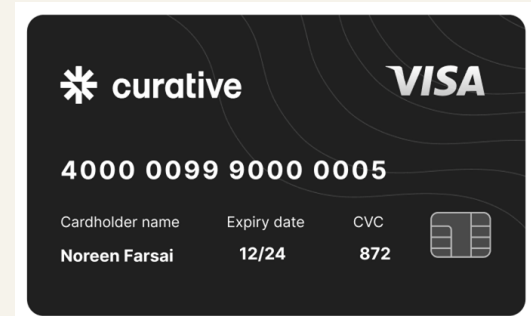 curative
VISA
4000 0099 9000 0005
Cardholder name Expiry date CVC
Noreen Farsai 12/24 872